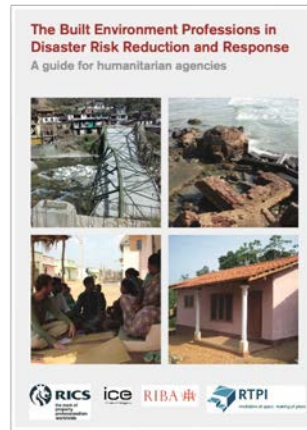 The Built Environment Professions in
Disaster Risk Reduction and Response
A guide for humanitarian agencies
RICS
ice
RIBA
RTPI